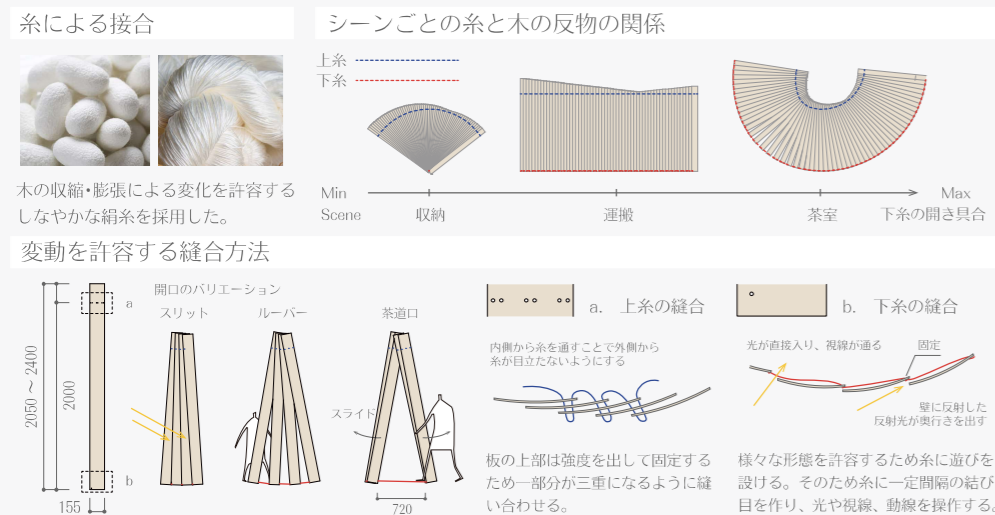 糸による接合
シーンごとの糸と木の反物の関係
上糸
下糸
木の収縮・膨張による変化を許容する
しなやかな絹糸を採用した。
Min
Max
Scene
収納
運搬
茶室
下糸の開き具合
変動を許容する縫合方法
2050 ～ 2400
2000
155
a
b
開口のバリエーション
スリット
ルーバー
茶道口
スライド
720
a. 上糸の縫合
内側から糸を通すことで外側から
糸が目立たないようにする
板の上部は強度を出して固定する
ため一部分が三重になるように縫
い合わせる。
b. 下糸の縫合
光が直接入り、視線が通る
固定
壁に反射した
反射光が奥行きを出す
様々な形態を許容するため糸に遊びを
設ける。そのため糸に一定間隔の結び
目を作り、光や視線、動線を操作する。